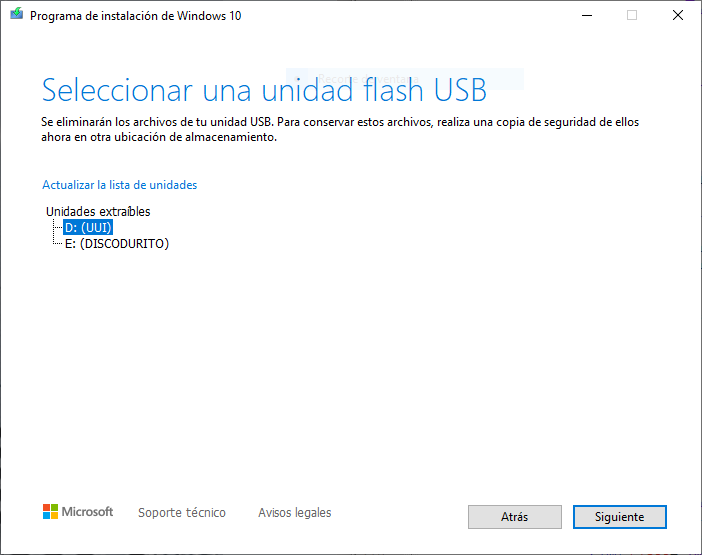 Programa de instalación de Windows 10
Seleccionar una unidad flash USB
Se eliminarán los archivos de tu unidad USB. Para conservar estos archivos, realiza una copia de seguridad de ellos
ahora en otra ubicación de almacenamiento.
Actualizar la lista de unidades
Unidades extraíbles
D: (UUI)
E: (DISCODURITO)
Microsoft
Soporte técnico
Avisos legales
Atrás
Siguiente